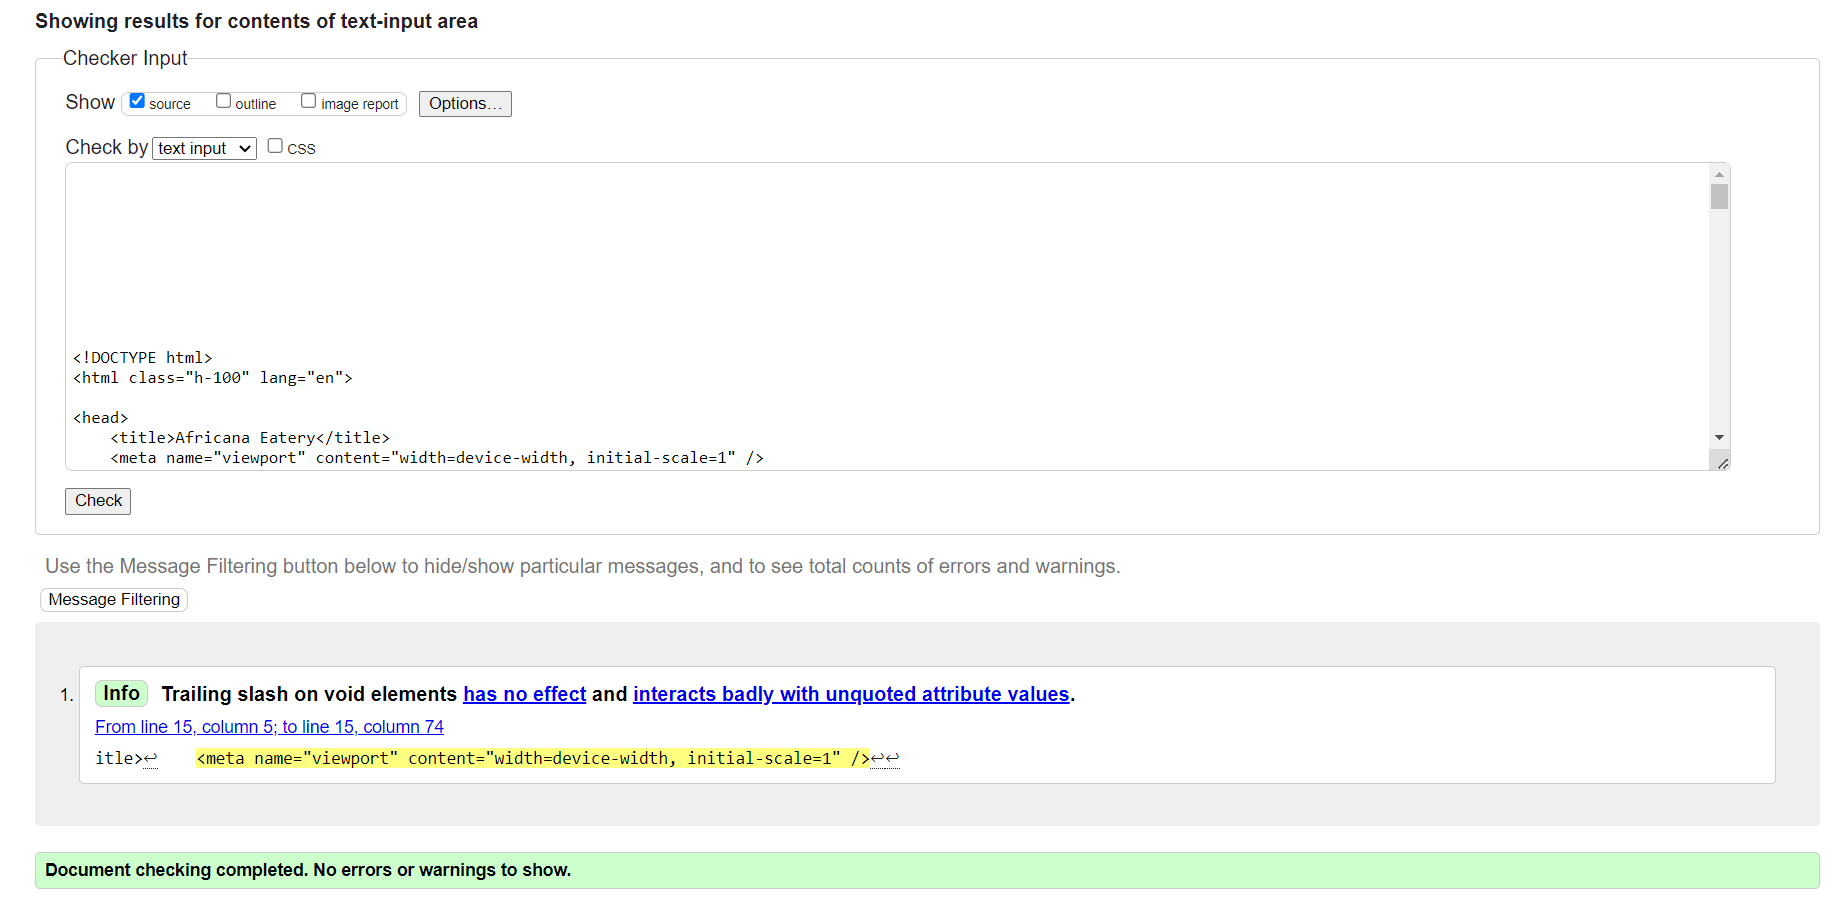 Showing results for contents of text-input area
Checker Input
Show source outline image report Options...
Check by text input CSS
<!DOCTYPE html>
<html class="h-100" lang="en">
<head>
<title>Africana Eatery</title>
<meta name="viewport" content="width=device-width, initial-scale=1" />
Check
Use the Message Filtering button below to hide/show particular messages, and to see total counts of errors and warnings.
Message Filtering
1. Info Trailing slash on void elements has no effect and interacts badly with unquoted attribute values.
From line 15, column 5; to line 15, column 74
itle>↩ <meta name="viewport" content="width=device-width, initial-scale=1" />↩↩
Document checking completed. No errors or warnings to show.